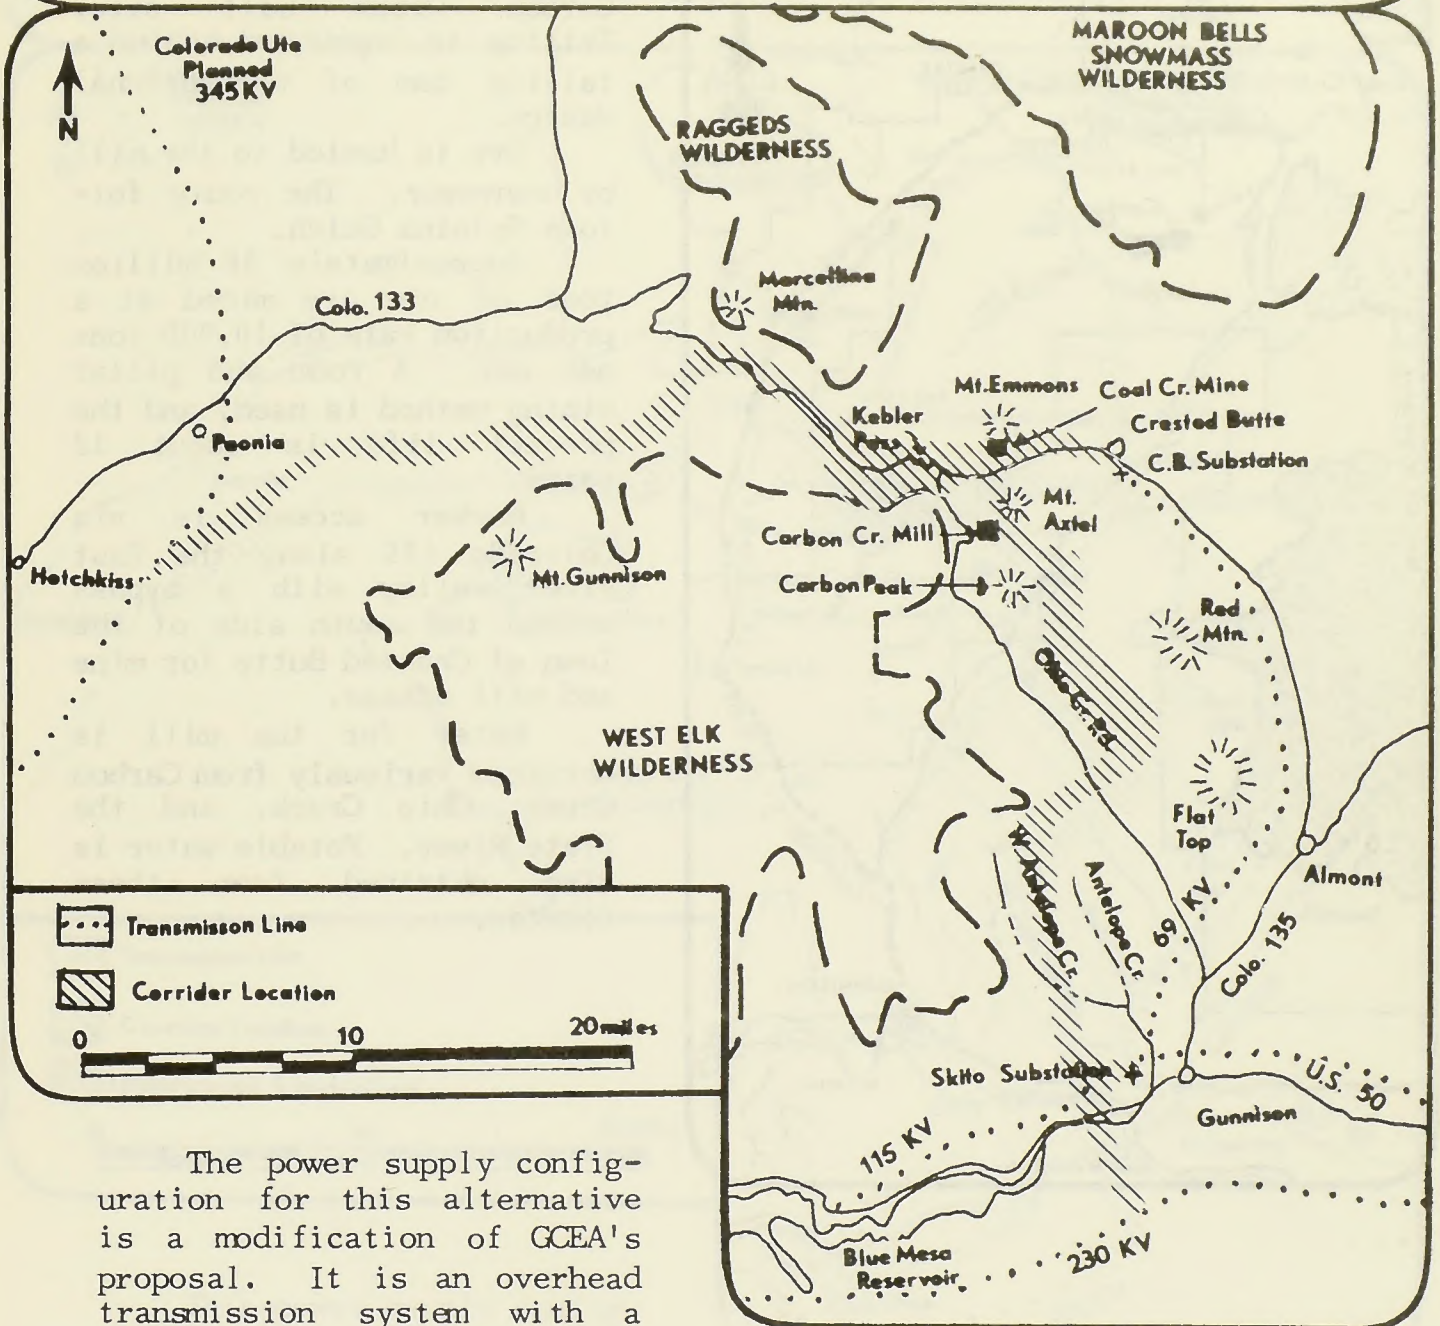 Colorado Ute
Planned
345KV
N
MAROON BELLS
SNOWMASS
WILDERNESS
RAGGEDS
WILDERNESS
Marcellina
Mtn.
Colo. 133
Mt. Emmons
Coal Cr. Mine
Kebler
Pass
Crested Butte
C.B. Substation
Paonia
Mt.
Axtel
Carbon Cr. Mill
Hotchkiss
Mt. Gunnison
Carbon Peak
Red
Mtn.
Ohio Cr. Rd
WEST ELK
WILDERNESS
Flat
Top
Almont
W. Antelope Cr.
Antelope Cr.
69 KV
Colo. 135
Transmisson Line
Corrider Location
0 10 20 miles
Skito Substation
U.S. 50
Gunnison
115 KV
Blue Mesa
Reservoir
230 KV
The power supply config-
uration for this alternative
is a modification of GCEA's
proposal. It is an overhead
transmission system with a